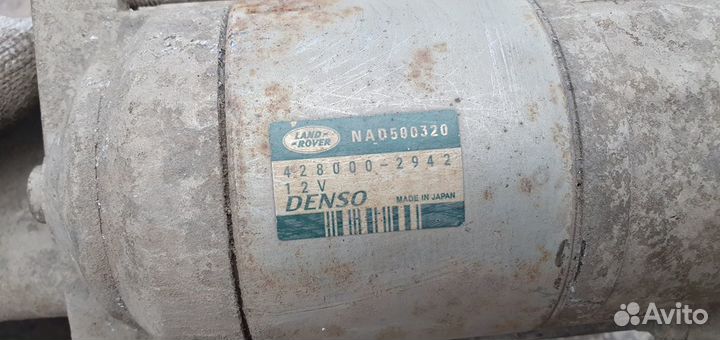 LAND-
-ROVER
NAD500320
428000-2942
12V
DENSO
MADE IN JAPAN
Avito